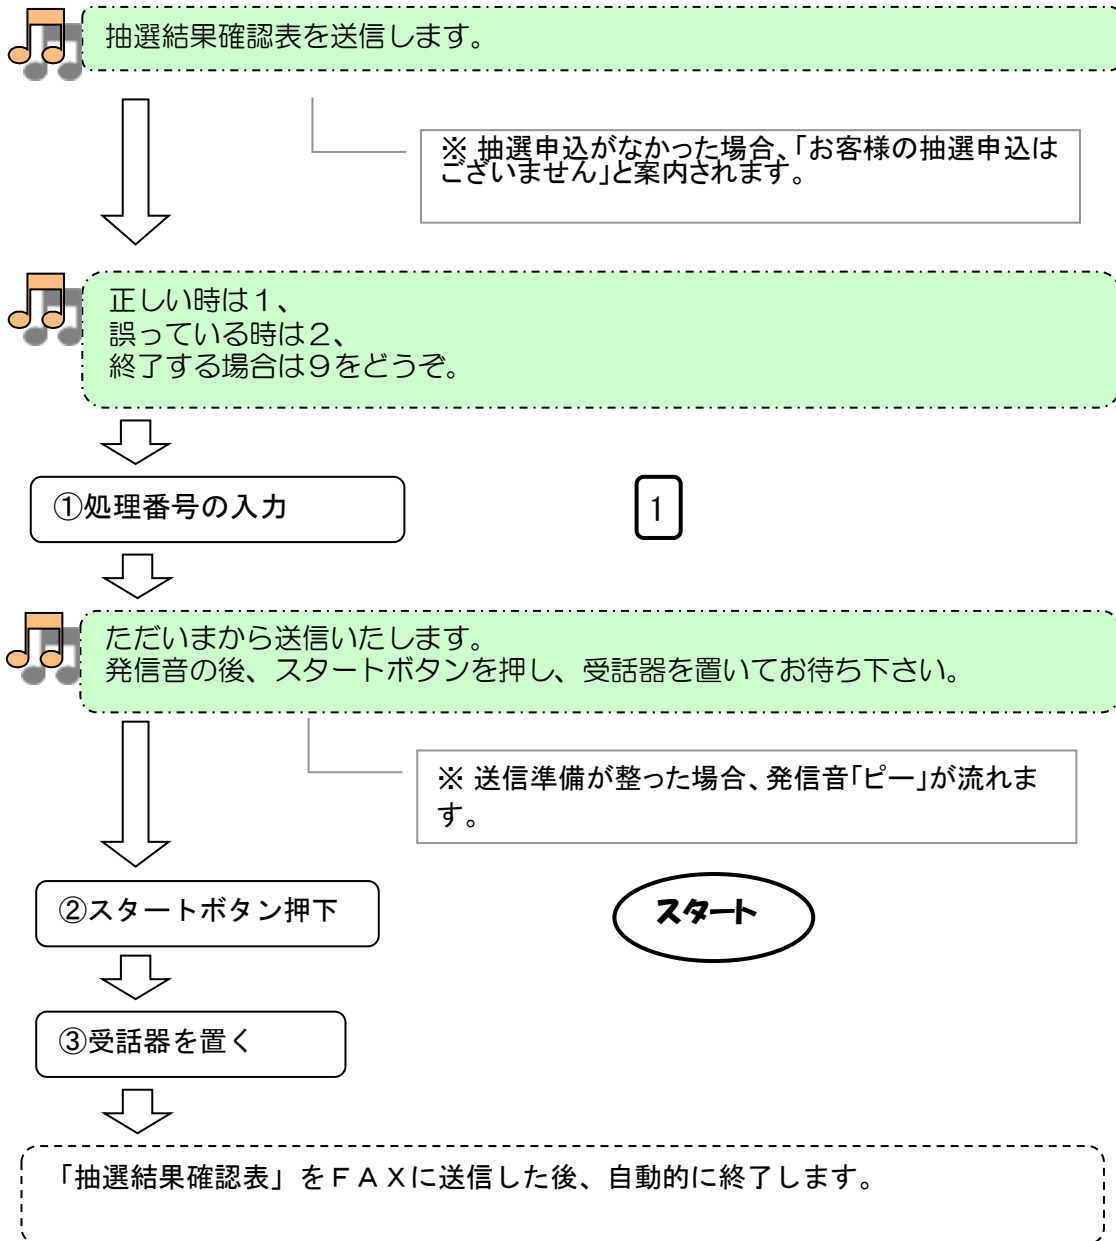 抽選結果確認表を送信します。
※ 抽選申込がなかった場合、「お客様の抽選申込は
ございません」と案内されます。
正しい時は１、
誤っている時は２、
終了する場合は９をどうぞ。
①処理番号の入力
1
ただいまから送信いたします。
発信音の後、スタートボタンを押し、受話器を置いてお待ち下さい。
※ 送信準備が整った場合、発信音「ピー」が流れま
す。
②スタートボタン押下
スタート
③受話器を置く
「抽選結果確認表」をＦＡＸに送信した後、自動的に終了します。